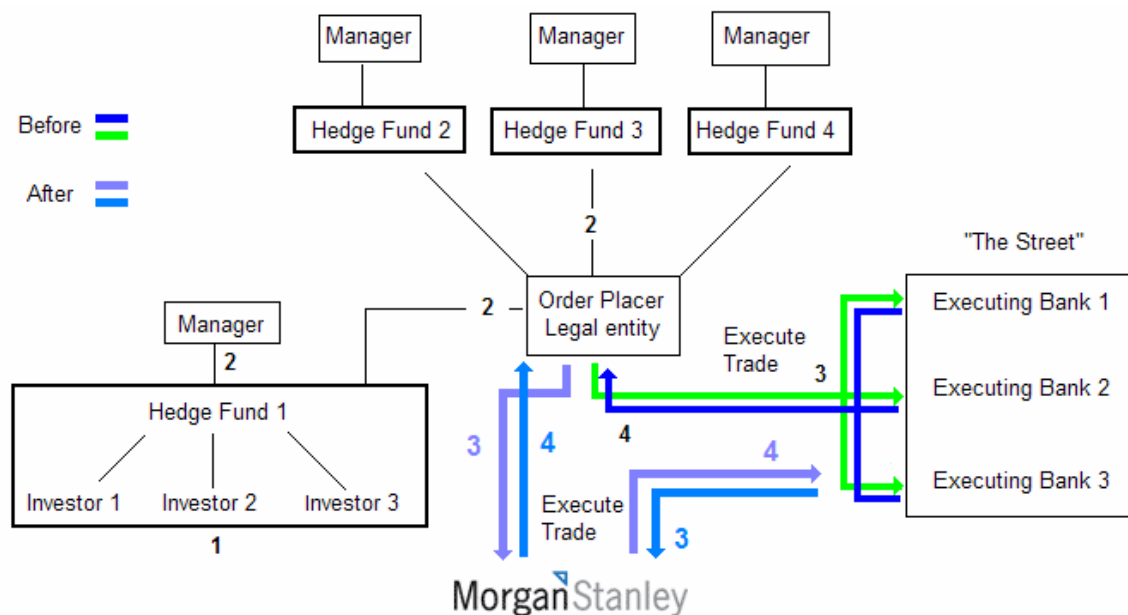 Manager
Manager
Manager
Before
Hedge Fund 2
Hedge Fund 3
Hedge Fund 4
After
2
"The Street"
2
Order Placer
Legal entity
Executing Bank 1
Manager
Execute
Trade
2
3
Executing Bank 2
Hedge Fund 1
3
4
4
4
Investor 1
Investor 2
Investor 3
Executing Bank 3
Execute
Trade
3
1
Morgan Stanley